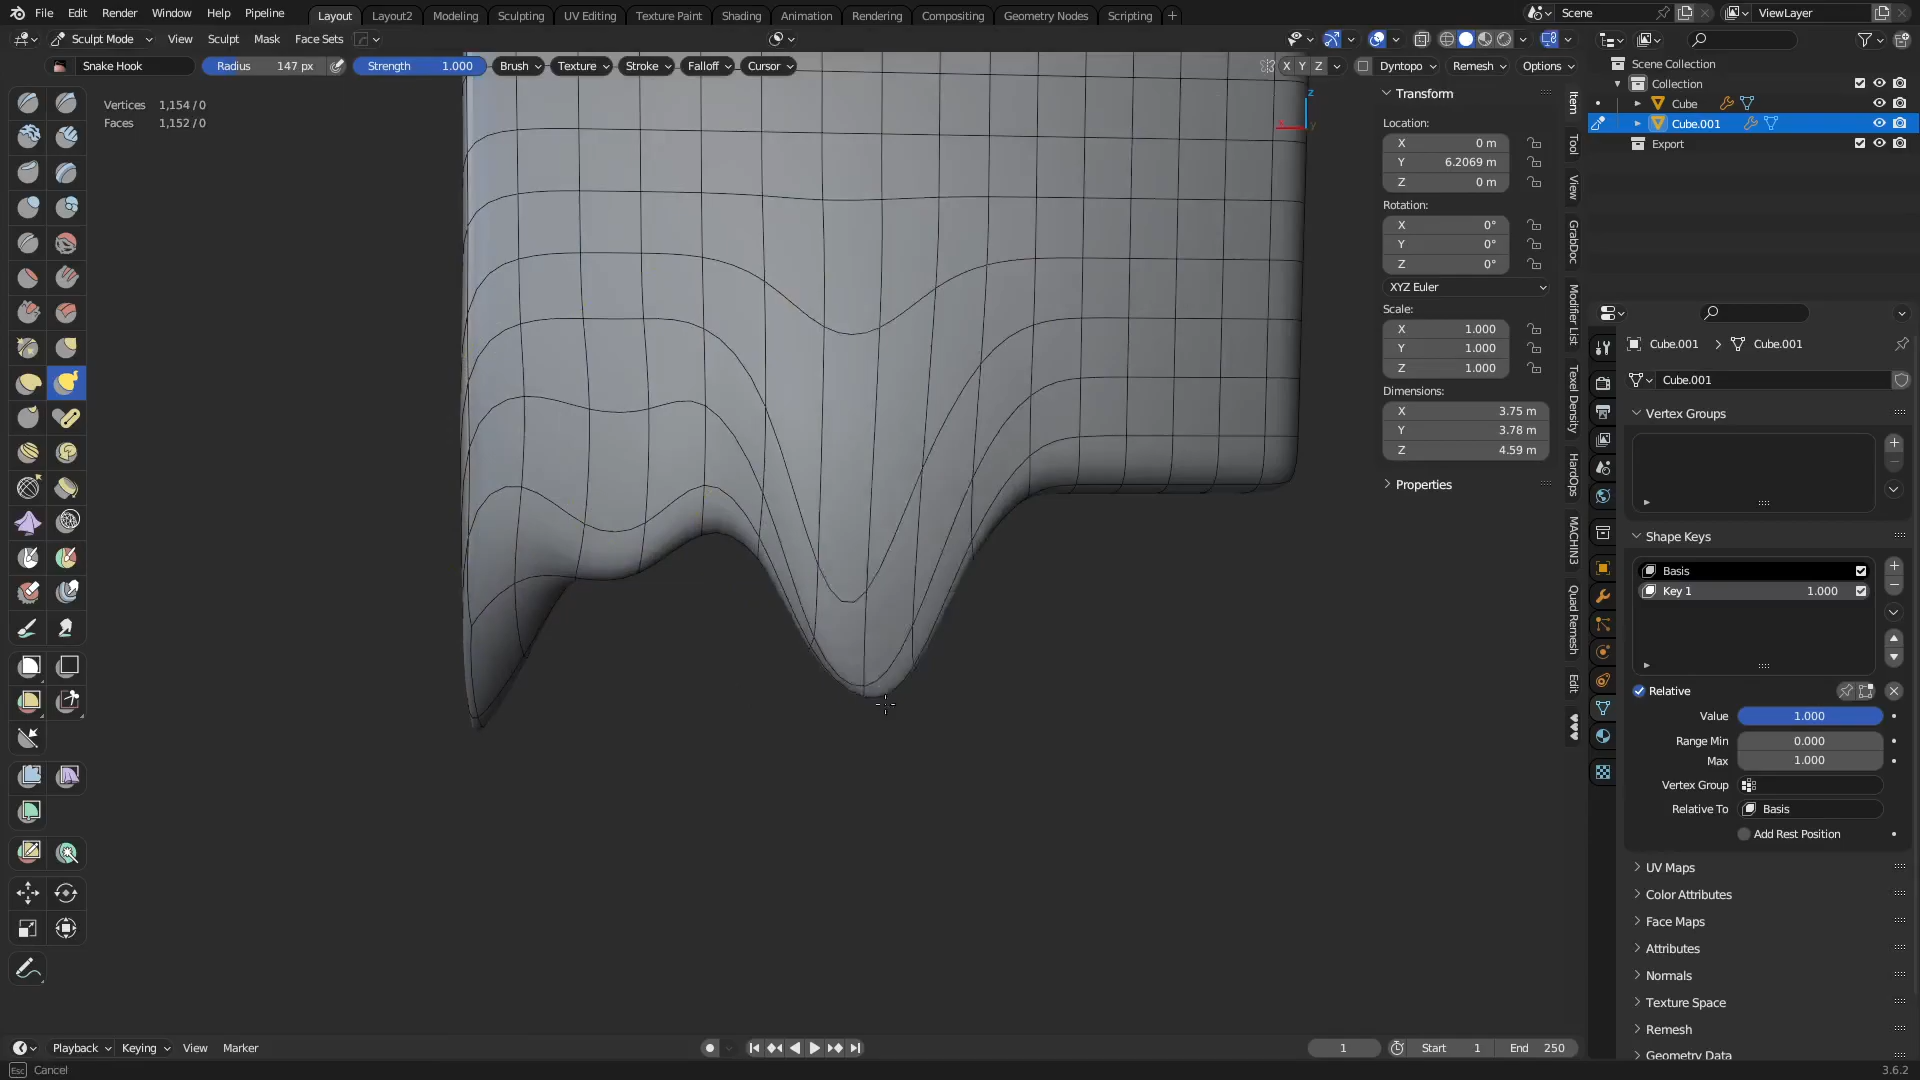 File Edit Render Window Help Pipeline Layout Layout2 Modeling Sculpting UV Editing Texture Paint Shading Animation Rendering Compositing Geometry Nodes Scripting + Scene ViewLayer
Sculpt Mode View Sculpt Mask Face Sets
Snake Hook Radius 147 px Strength 1.000 Brush Texture Stroke Falloff Cursor X Y Z Dyntopo Remesh Options
Vertices 1,154 / 0
Faces 1,152 / 0
Z
X
Y
Transform
Location:
X 0 m
Y 6.2069 m
Z 0 m
Rotation:
X 0°
Y 0°
Z 0°
XYZ Euler
Scale:
X 1.000
Y 1.000
Z 1.000
Dimensions:
X 3.75 m
Y 3.78 m
Z 4.59 m
Properties
Item
Tool
View
GrabDoc
Modifier List
Texel Density
HardOps
MACHIN3
Quad Remesh
Edit
Scene Collection
Collection
Cube
Cube.001
Export
Cube.001 > Cube.001
Cube.001
Vertex Groups
Shape Keys
Basis
Key 1 1.000
Relative
Value 1.000
Range Min 0.000
Max 1.000
Vertex Group
Relative To Basis
Add Rest Position
UV Maps
Color Attributes
Face Maps
Attributes
Normals
Texture Space
Remesh
Geometry Data
Playback Keying View Marker 1 Start 1 End 250
Esc Cancel 3.6.2